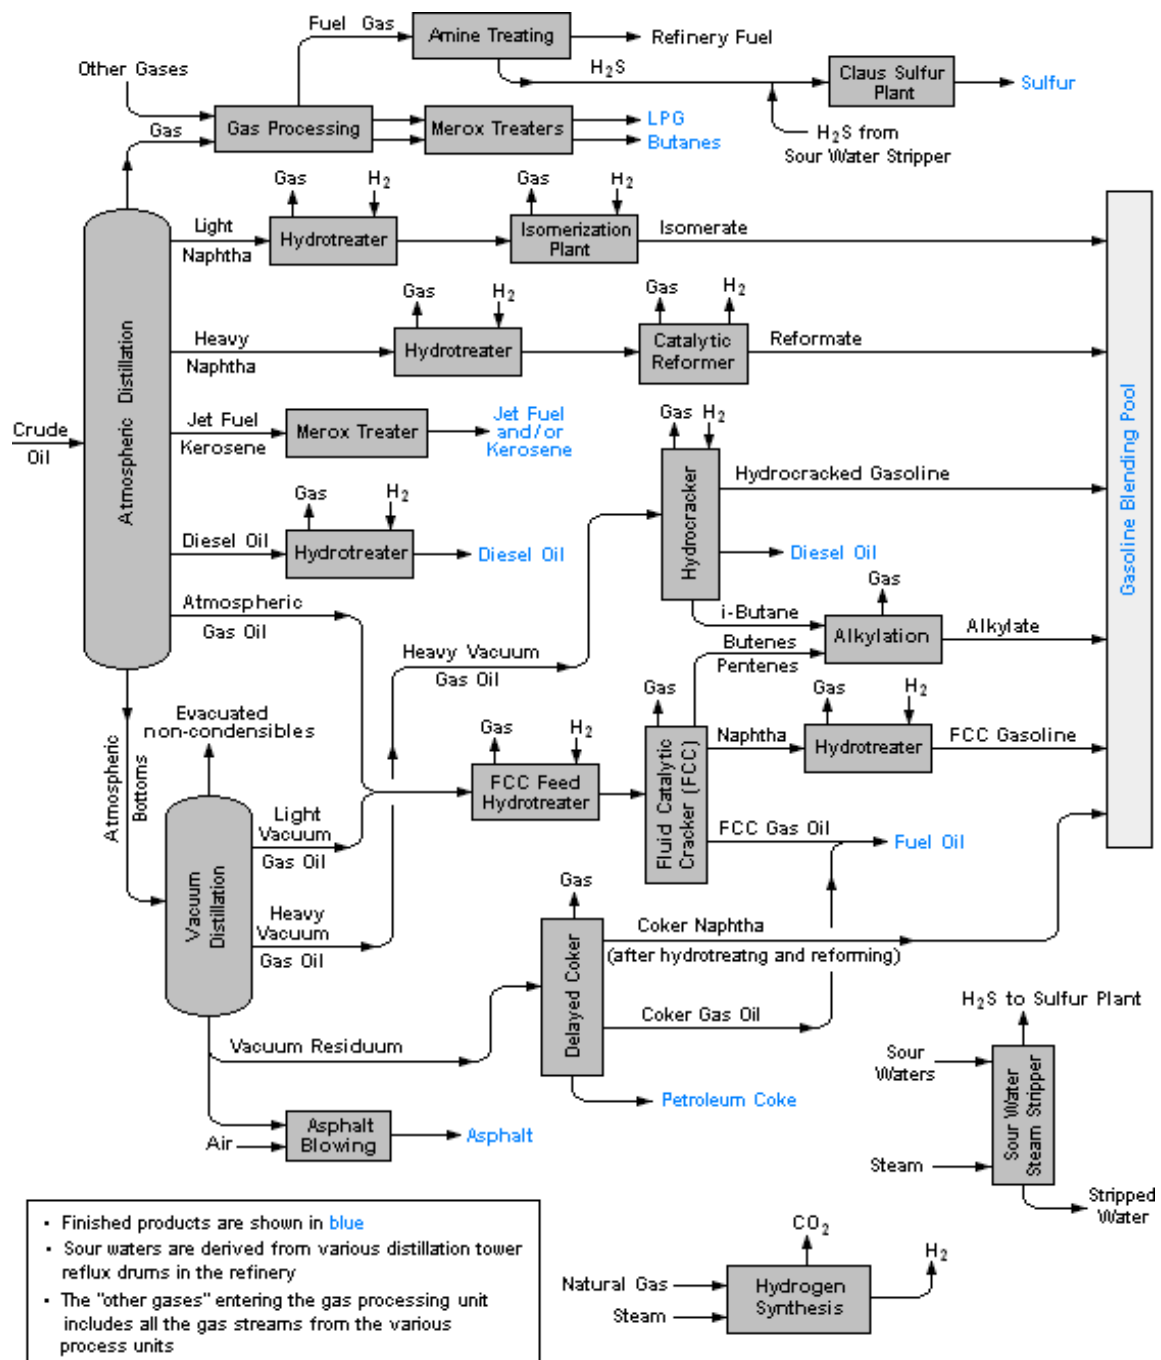 Fuel Gas
Amine Treating
Refinery Fuel
Other Gases
H₂S
Claus Sulfur
Plant
Sulfur
Gas
Gas Processing
Merox Treaters
LPG
Butanes
H₂S from
Sour Water Stripper
Gas
H₂
Gas
H₂
Light
Naphtha
Hydrotreater
Isomerization
Plant
Isomerate
Gas
H₂
Gas
H₂
Heavy
Naphtha
Hydrotreater
Catalytic
Reformer
Reformate
Crude
Oil
Atmospheric Distillation
Jet Fuel
Kerosene
Merox Treater
Jet Fuel
and/or
Kerosene
Gas
H₂
Hydrocracker
Hydrocracked Gasoline
Gasoline Blending Pool
Gas
H₂
Diesel Oil
Hydrotreater
Diesel Oil
Diesel Oil
Atmospheric
Gas Oil
i-Butane
Gas
Butenes
Pentenes
Alkylation
Alkylate
Heavy Vacuum
Gas Oil
Atmospheric
Bottoms
Evacuated
non-condensibles
Gas
H₂
FCC Feed
Hydrotreater
Gas
Fluid Catalytic
Cracker (FCC)
Naphtha
Gas
H₂
Hydrotreater
FCC Gasoline
FCC Gas Oil
Fuel Oil
Vacuum
Distillation
Light
Vacuum
Gas Oil
Heavy
Vacuum
Gas Oil
Gas
Delayed Coker
Coker Naphtha
(after hydrotreatng and reforming)
Coker Gas Oil
Vacuum Residuum
Petroleum Coke
Air
Asphalt
Blowing
Asphalt
H₂S to Sulfur Plant
Sour
Waters
Sour Water
Steam Stripper
Steam
Stripped
Water
• Finished products are shown in blue
• Sour waters are derived from various distillation tower
reflux drums in the refinery
• The "other gases" entering the gas processing unit
includes all the gas streams from the various
process units
CO₂
H₂
Natural Gas
Steam
Hydrogen
Synthesis